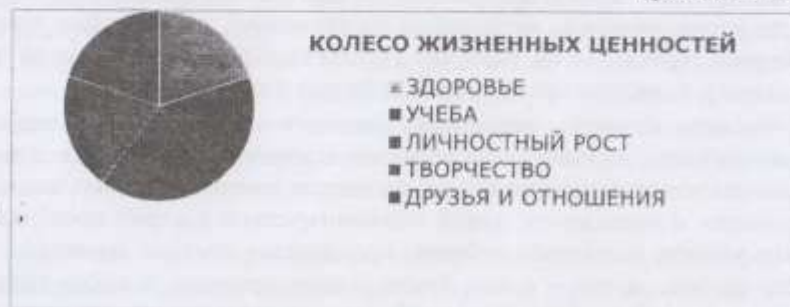 КОЛЕСО ЖИЗНЕННЫХ ЦЕННОСТЕЙ
ЗДОРОВЬЕ
УЧЕБА
ЛИЧНОСТНЫЙ РОСТ
ТВОРЧЕСТВО
ДРУЗЬЯ И ОТНОШЕНИЯ